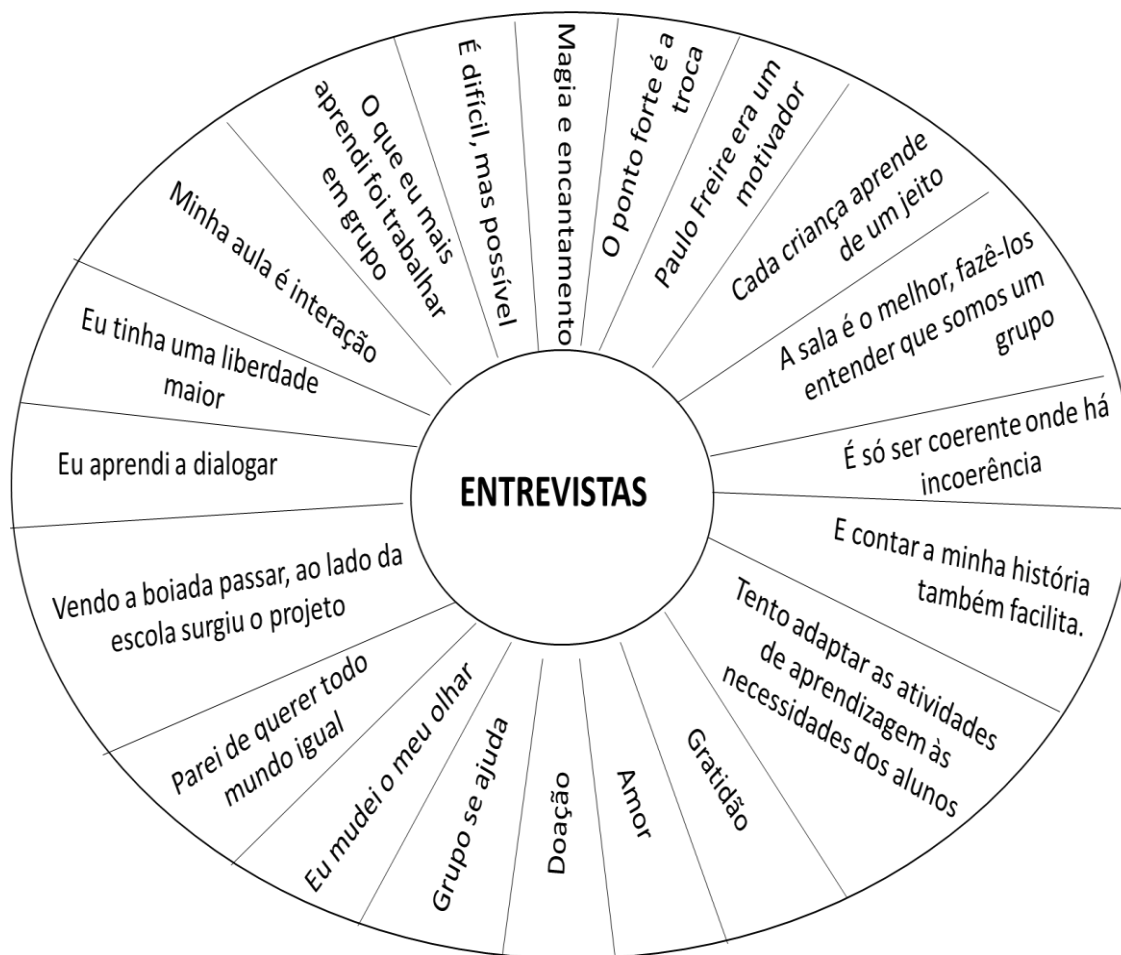 Magia e encantamento
O ponto forte é a
troca
Paulo Freire era um
motivador
Cada criança aprende
de um jeito
A sala é o melhor, fazê-los
entender que somos um
grupo
É só ser coerente onde há
incoerência
E contar a minha história
também facilita.
Tento adaptar as atividades
de aprendizagem às
necessidades dos alunos
Gratidão
Amor
Doação
Grupo se ajuda
Eu mudei o meu olhar
Parei de querer todo
mundo igual
Vendo a boiada passar, ao lado da
escola surgiu o projeto
Eu aprendi a dialogar
Eu tinha uma liberdade
maior
Minha aula é interação
O que eu mais
aprendi foi trabalhar
em grupo
É difícil, mas possível
ENTREVISTAS